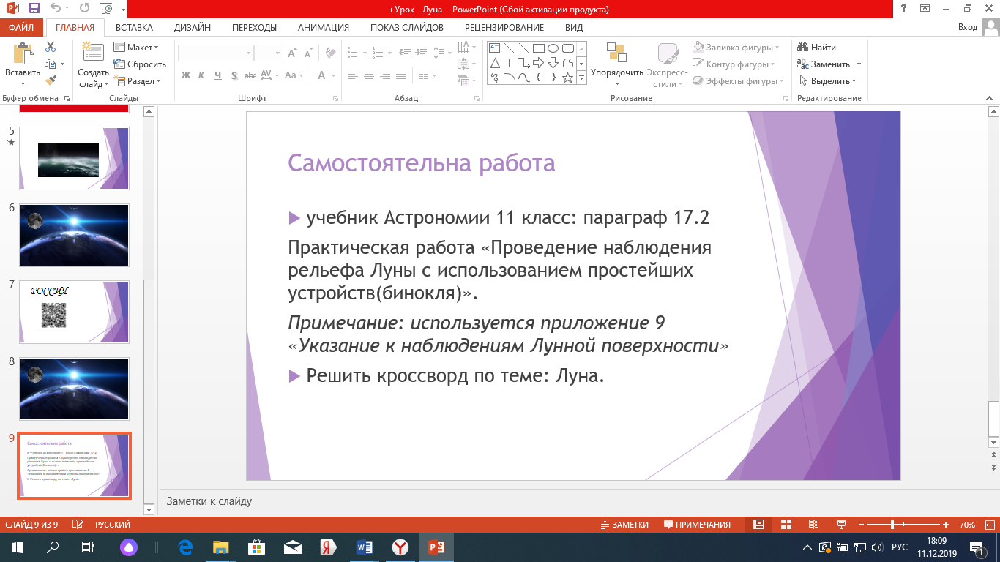 +Урок - Луна - PowerPoint (Сбой активации продукта)
ФАЙЛ ГЛАВНАЯ ВСТАВКА ДИЗАЙН ПЕРЕХОДЫ АНИМАЦИЯ ПОКАЗ СЛАЙДОВ РЕЦЕНЗИРОВАНИЕ ВИД Вход
Вставить
Создать слайд
Макет
Сбросить
Раздел
Ж К Ч S abc AV Aa A
Упорядочить
Экспресс-стили
Заливка фигуры
Контур фигуры
Эффекты фигуры
Найти
Заменить
Выделить
Буфер обмена Слайды Шрифт Абзац Рисование Редактирование
5
6
7
РОССИЯ
8
9
Самостоятельна работа
учебник Астрономии 11 класс: параграф 17.2
Практическая работа «Проведение наблюдения
рельефа Луны с использованием простейших
устройств(бинокля)».
Примечание: используется приложение 9
«Указание к наблюдениям Лунной поверхности»
Решить кроссворд по теме: Луна.
Заметки к слайду
СЛАЙД 9 ИЗ 9 РУССКИЙ ЗАМЕТКИ ПРИМЕЧАНИЯ 70%
РУС
18:09
11.12.2019